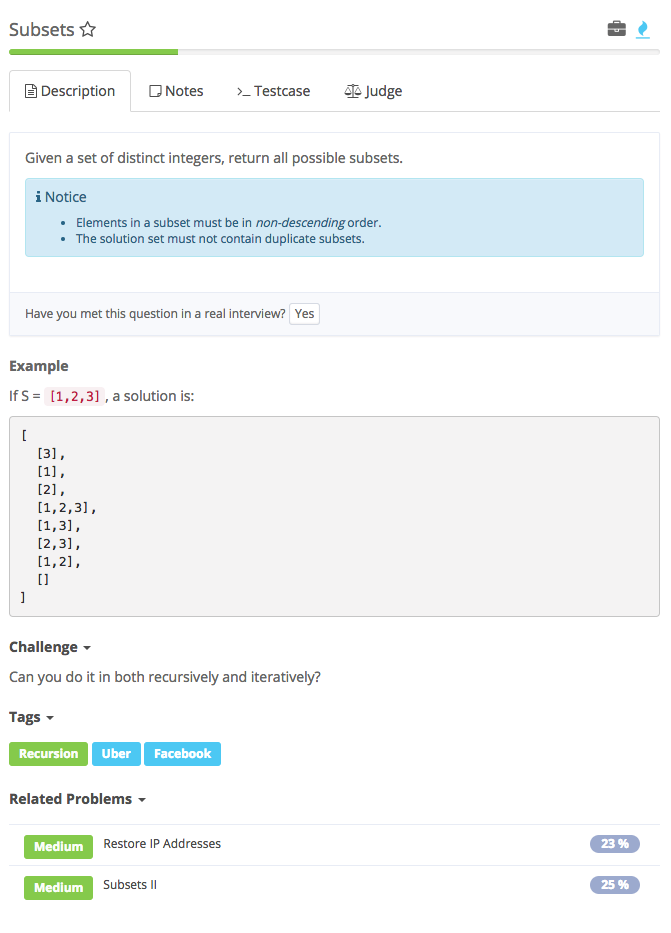 Subsets
Description
Notes
>_ Testcase
Judge
Given a set of distinct integers, return all possible subsets.
Notice
• Elements in a subset must be in non-descending order.
• The solution set must not contain duplicate subsets.
Have you met this question in a real interview? Yes
Example
If S = [1,2,3] , a solution is:
[
[3],
[1],
[2],
[1,2,3],
[1,3],
[2,3],
[1,2],
[]
]
Challenge
Can you do it in both recursively and iteratively?
Tags
Recursion Uber Facebook
Related Problems
Medium Restore IP Addresses 23 %
Medium Subsets II 25 %